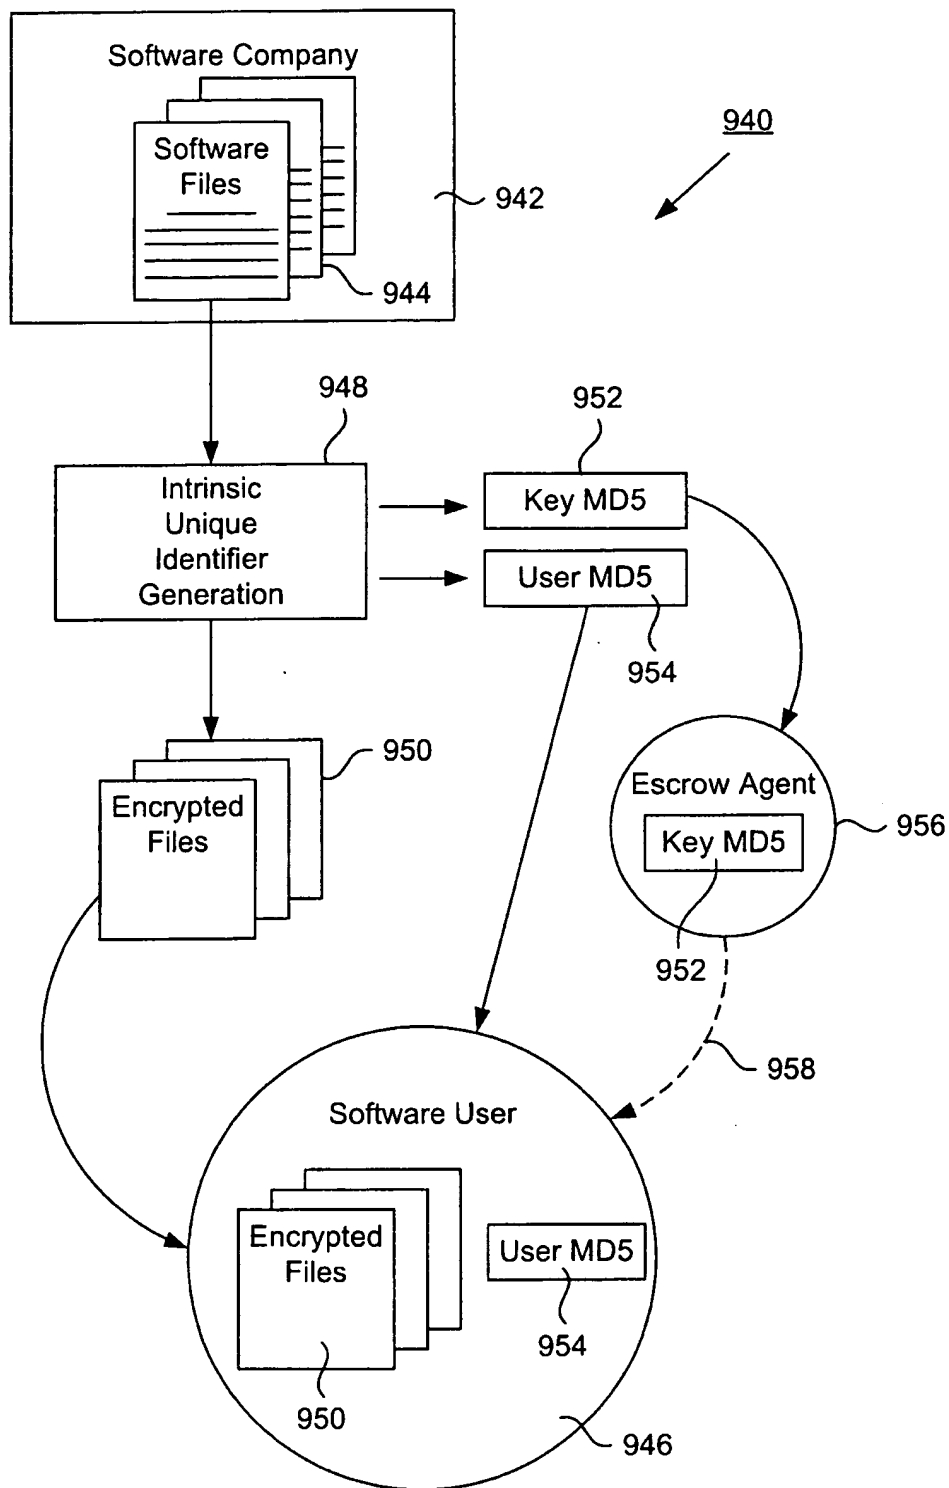 Software Company
Software
Files
940
942
944
948
952
Intrinsic
Unique
Identifier
Generation
Key MD5
User MD5
954
950
Encrypted
Files
Escrow Agent
Key MD5
956
952
958
Software User
Encrypted
Files
User MD5
954
950
946